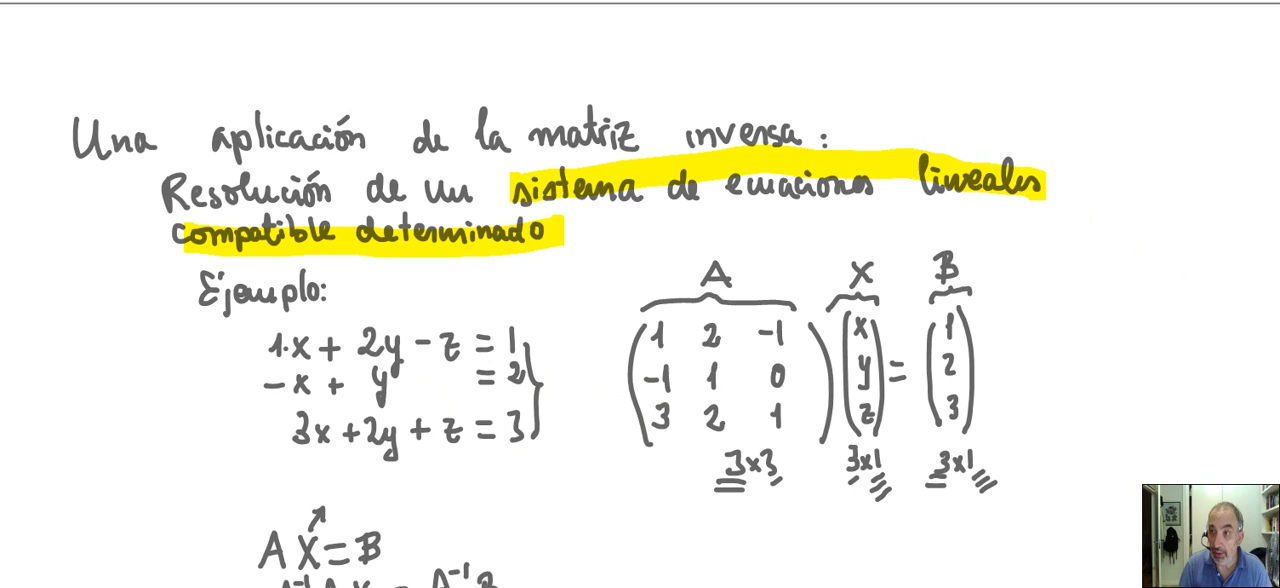 Una aplicación de la matriz inversa:
Resolución de un sistema de ecuaciones lineales
compatible determinado
Ejemplo:
1·x + 2y - z = 1
-x + y = 2
3x + 2y + z = 3
A X B
1 2 -1 x 1
-1 1 0 y = 2
3 2 1 z 3
3x3 3x1 3x1
A X = B
A⁻¹ A X = A⁻¹ B